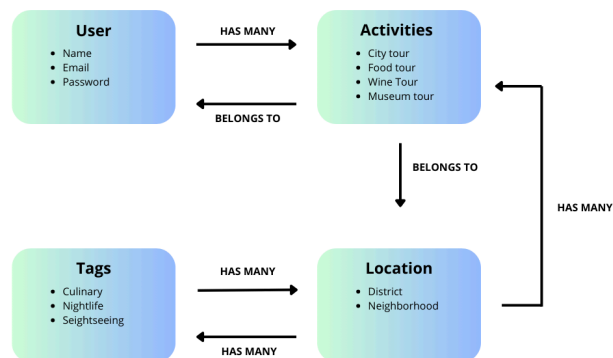 User
• Name
• Email
• Password
HAS MANY
BELONGS TO
Activities
• City tour
• Food tour
• Wine Tour
• Museum tour
BELONGS TO
HAS MANY
Tags
• Culinary
• Nightlife
• Seightseeing
HAS MANY
HAS MANY
Location
• District
• Neighborhood